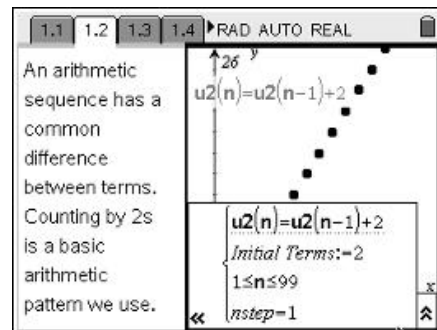 1.1 1.2 1.3 1.4 RAD AUTO REAL
An arithmetic
sequence has a
common
difference
between terms.
Counting by 2s
is a basic
arithmetic
pattern we use.
26 y
u2(n)=u2(n-1)+2
u2(n)=u2(n-1)+2
Initial Terms:=2
1≤n≤99
nstep=1
x